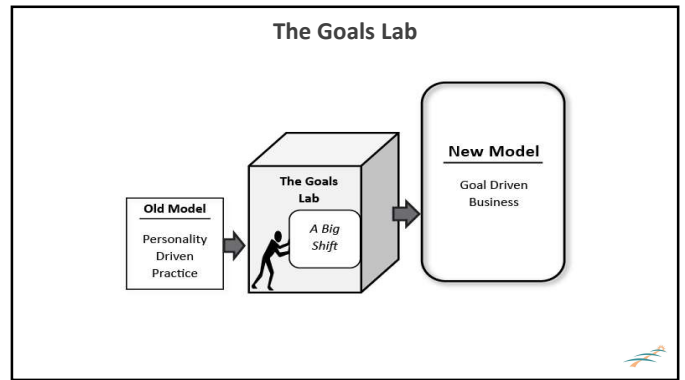 The Goals Lab
Old Model
Personality
Driven
Practice
The Goals
Lab
A Big
Shift
New Model
Goal Driven
Business